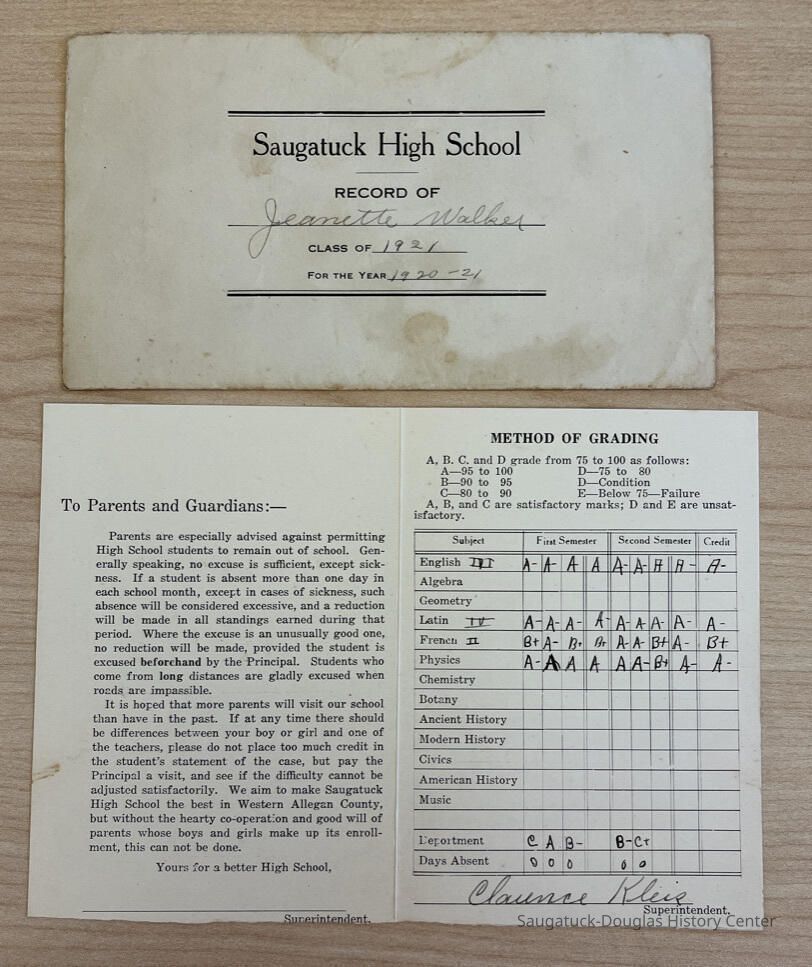 Saugatuck High School
RECORD OF
Jeanette Walker
CLASS OF 1921
FOR THE YEAR 1920-21
To Parents and Guardians:—
Parents are especially advised against permitting
High School students to remain out of school. Gen-
erally speaking, no excuse is sufficient, except sick-
ness. If a student is absent more than one day in
each school month, except in cases of sickness, such
absence will be considered excessive, and a reduction
will be made in all standings earned during that
period. Where the excuse is an unusually good one,
no reduction will be made, provided the student is
excused beforehand by the Principal. Students who
come from long distances are gladly excused when
roads are impassible.
It is hoped that more parents will visit our school
than have in the past. If at any time there should
be differences between your boy or girl and one of
the teachers, please do not place too much credit in
the student's statement of the case, but pay the
Principal a visit, and see if the difficulty cannot be
adjusted satisfactorily. We aim to make Saugatuck
High School the best in Western Allegan County,
but without the hearty co-operation and good will of
parents whose boys and girls make up its enroll-
ment, this can not be done.
Yours for a better High School,
Superintendent.
METHOD OF GRADING
A, B. C. and D grade from 75 to 100 as follows:
A—95 to 100 D—75 to 80
B—90 to 95 D—Condition
C—80 to 90 E—Below 75—Failure
A, B, and C are satisfactory marks; D and E are unsat-
isfactory.
Subject First Semester Second Semester Credit
English III A- A- A A A- A- A A- A-
Algebra
Geometry
Latin IV A- A- A- A- A- A- A- A- A-
French II B+ A- B+ B+ A- A- B+ A- B+
Physics A- A A A A A- B+ A- A-
Chemistry
Botany
Ancient History
Modern History
Civics
American History
Music
Deportment C A B- B- C+
Days Absent 0 0 0 0 0
Clarence Kleis
Superintendent.
Saugatuck-Douglas History Center